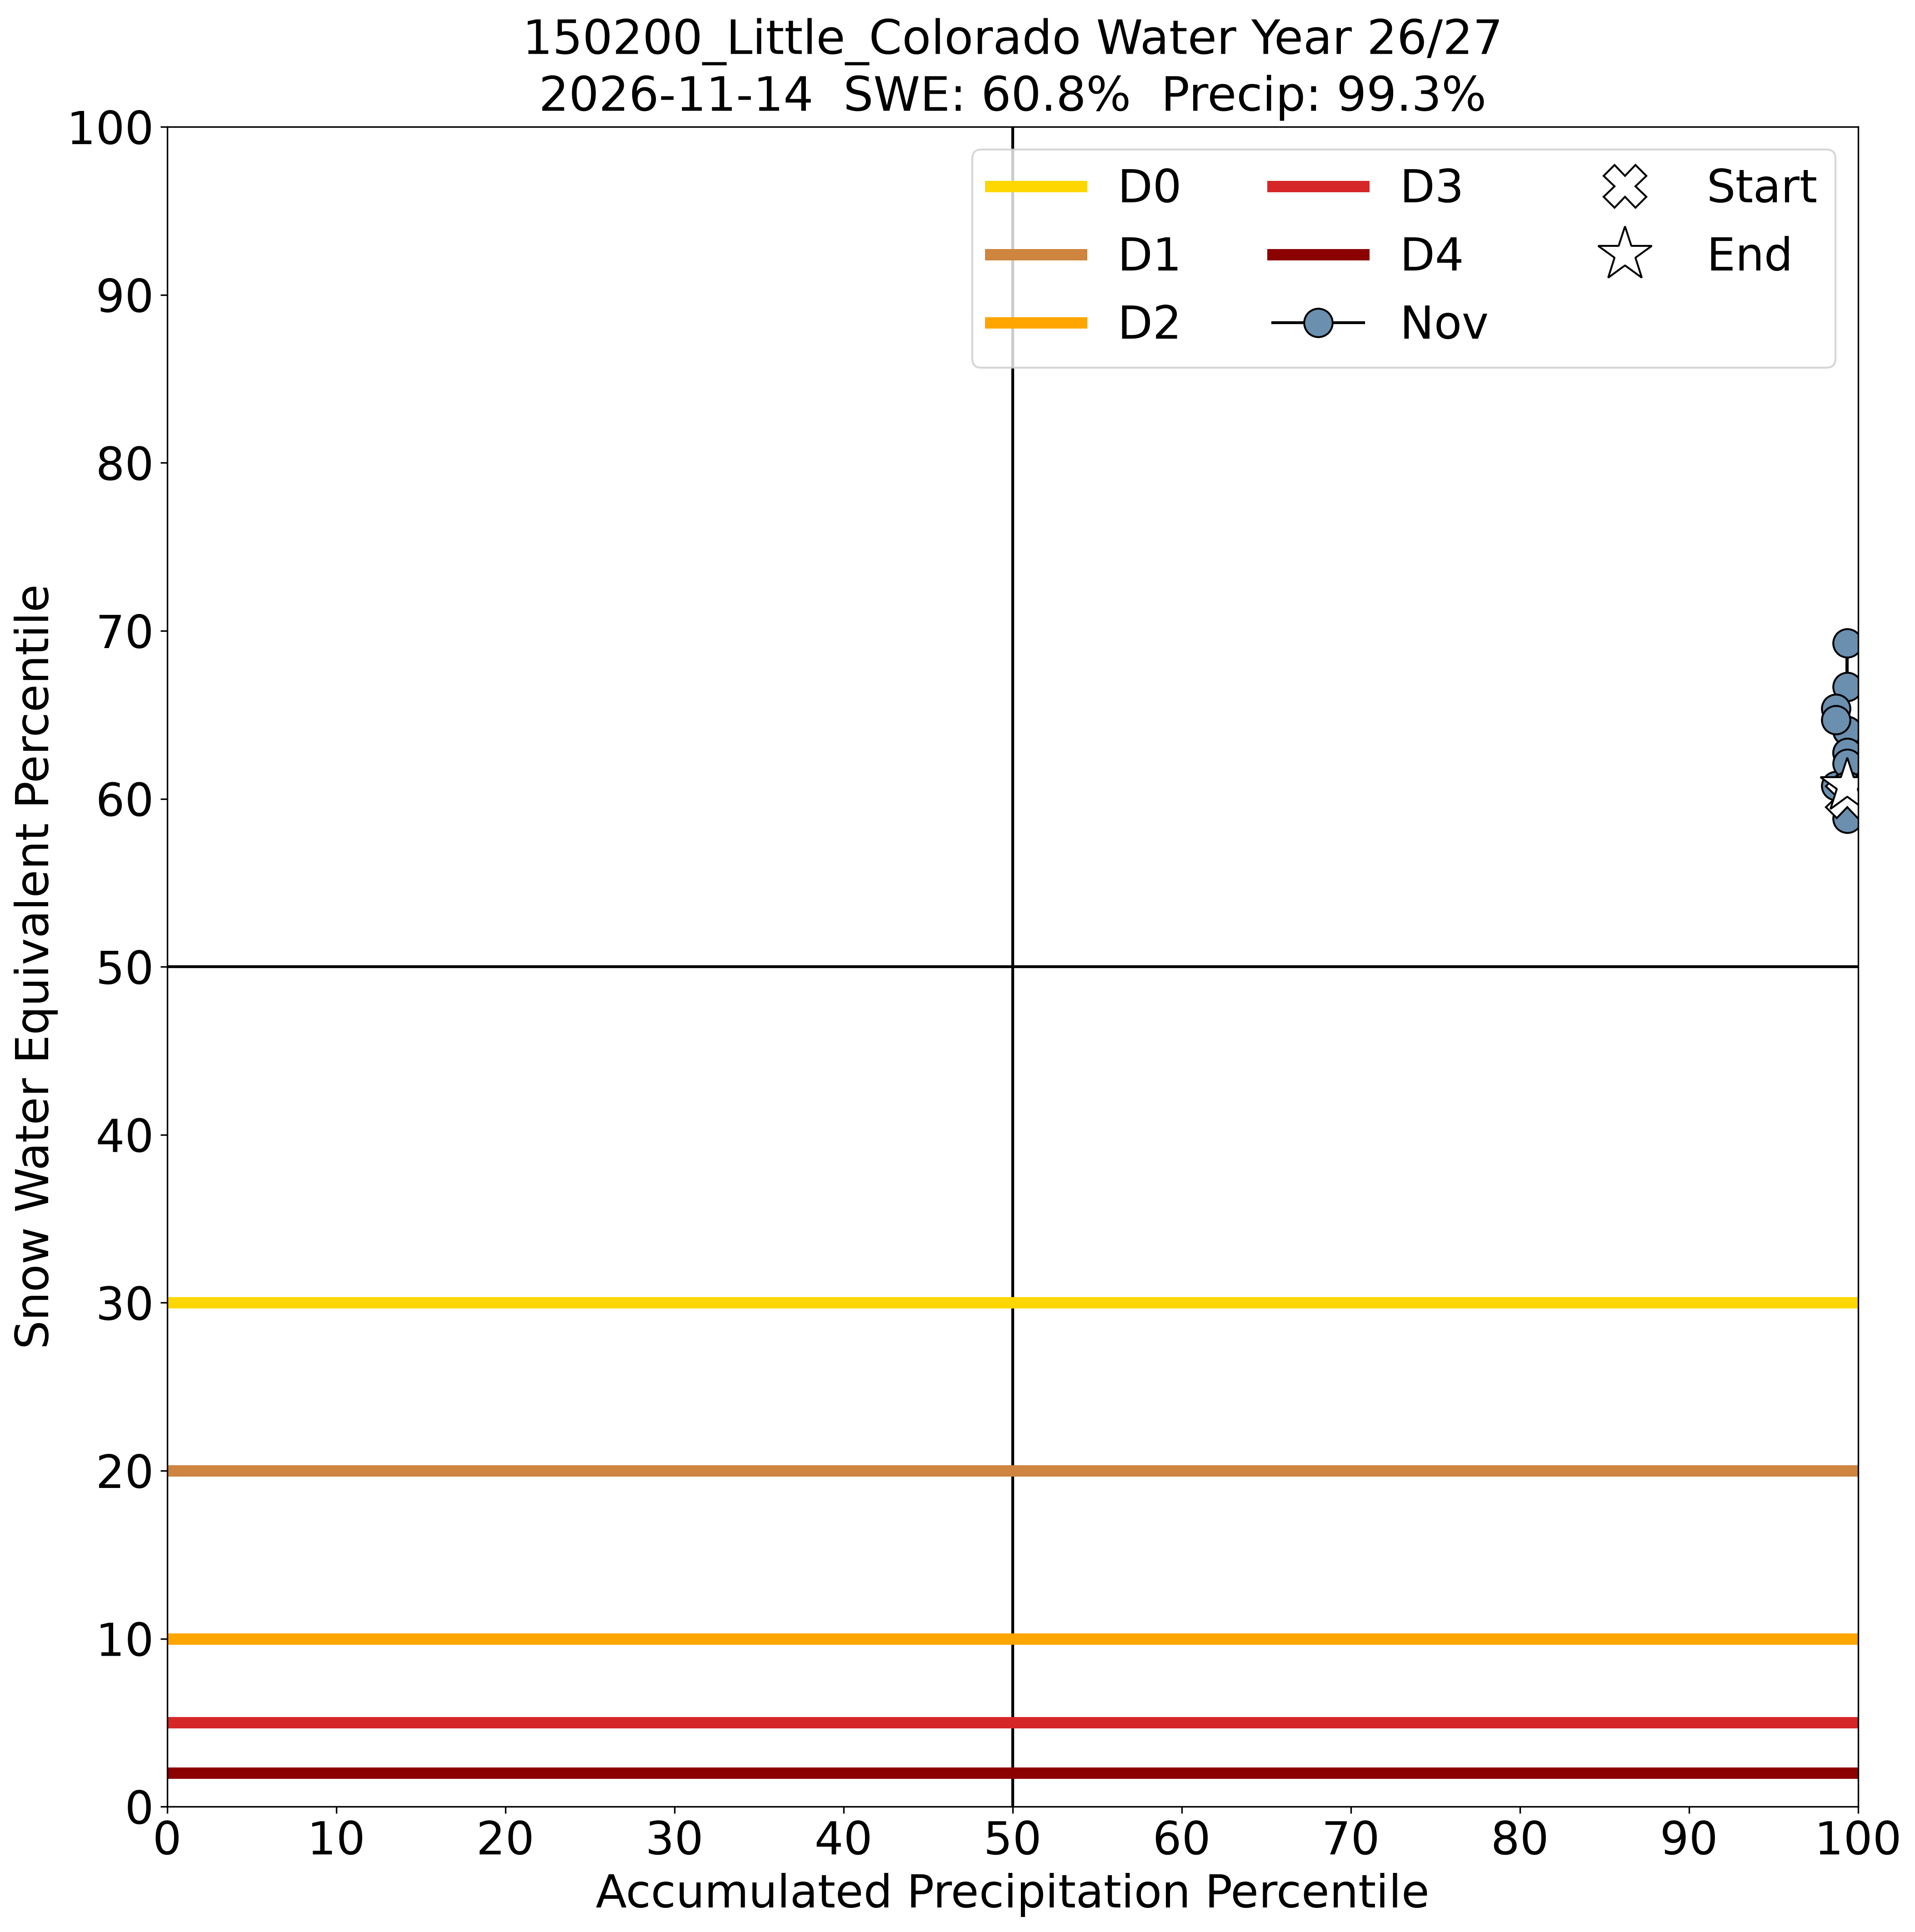 150200_Little_Colorado Water Year 26/27
2026-11-14  SWE: 60.8%  Precip: 99.3%
100
90
80
70
60
50
40
30
20
10
0
Snow Water Equivalent Percentile
D0
D1
D2
D3
D4
Nov
Start
End
0 10 20 30 40 50 60 70 80 90 100
Accumulated Precipitation Percentile